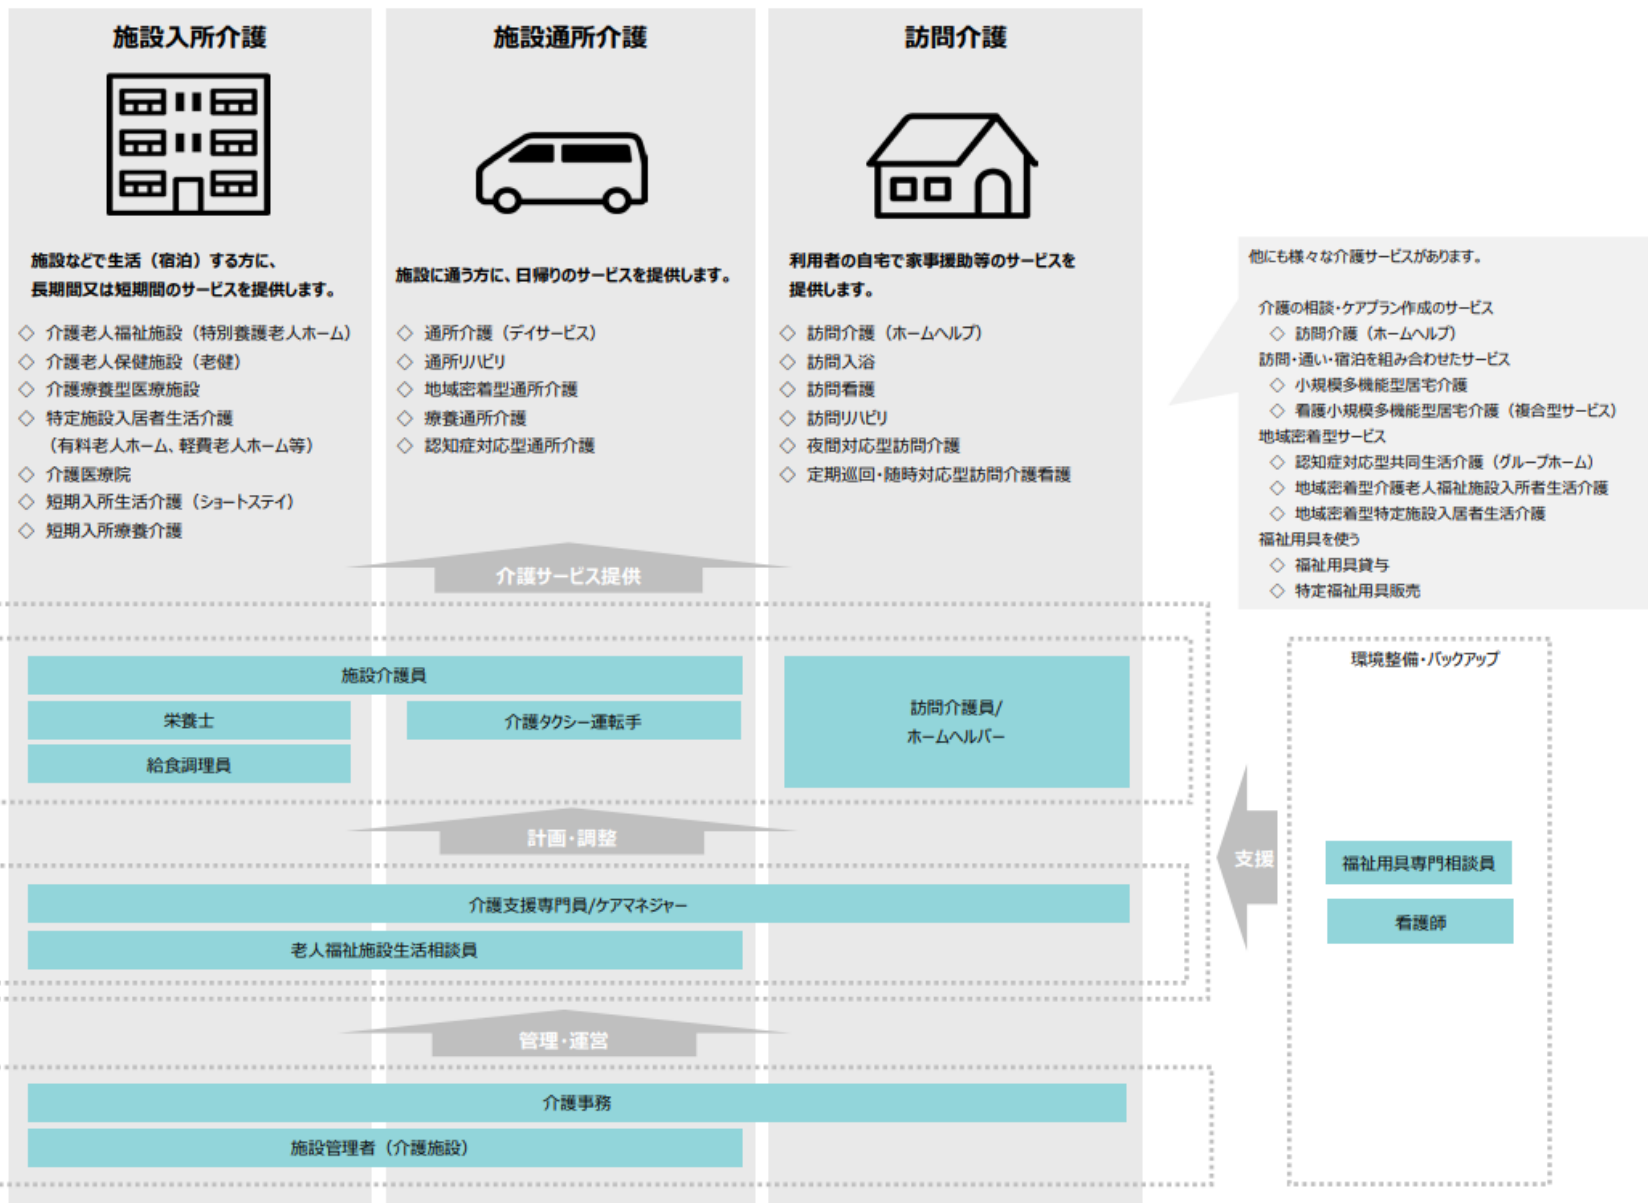 施設入所介護
施設などで生活（宿泊）する方に、
長期間又は短期間のサービスを提供します。
◇ 介護老人福祉施設（特別養護老人ホーム）
◇ 介護老人保健施設（老健）
◇ 介護療養型医療施設
◇ 特定施設入居者生活介護
（有料老人ホーム、軽費老人ホーム等）
◇ 介護医療院
◇ 短期入所生活介護（ショートステイ）
◇ 短期入所療養介護
施設通所介護
施設に通う方に、日帰りのサービスを提供します。
◇ 通所介護（デイサービス）
◇ 通所リハビリ
◇ 地域密着型通所介護
◇ 療養通所介護
◇ 認知症対応型通所介護
訪問介護
利用者の自宅で家事援助等のサービスを
提供します。
◇ 訪問介護（ホームヘルプ）
◇ 訪問入浴
◇ 訪問看護
◇ 訪問リハビリ
◇ 夜間対応型訪問介護
◇ 定期巡回・随時対応型訪問介護看護
他にも様々な介護サービスがあります。
介護の相談・ケアプラン作成のサービス
◇ 訪問介護（ホームヘルプ）
訪問・通い・宿泊を組み合わせたサービス
◇ 小規模多機能型居宅介護
◇ 看護小規模多機能型居宅介護（複合型サービス）
地域密着型サービス
◇ 認知症対応型共同生活介護（グループホーム）
◇ 地域密着型介護老人福祉施設入所者生活介護
◇ 地域密着型特定施設入居者生活介護
福祉用具を使う
◇ 福祉用具貸与
◇ 特定福祉用具販売
介護サービス提供
施設介護員
栄養士
給食調理員
介護タクシー運転手
訪問介護員/
ホームヘルパー
計画・調整
介護支援専門員/ケアマネジャー
老人福祉施設生活相談員
管理・運営
介護事務
施設管理者（介護施設）
支援
環境整備・バックアップ
福祉用具専門相談員
看護師